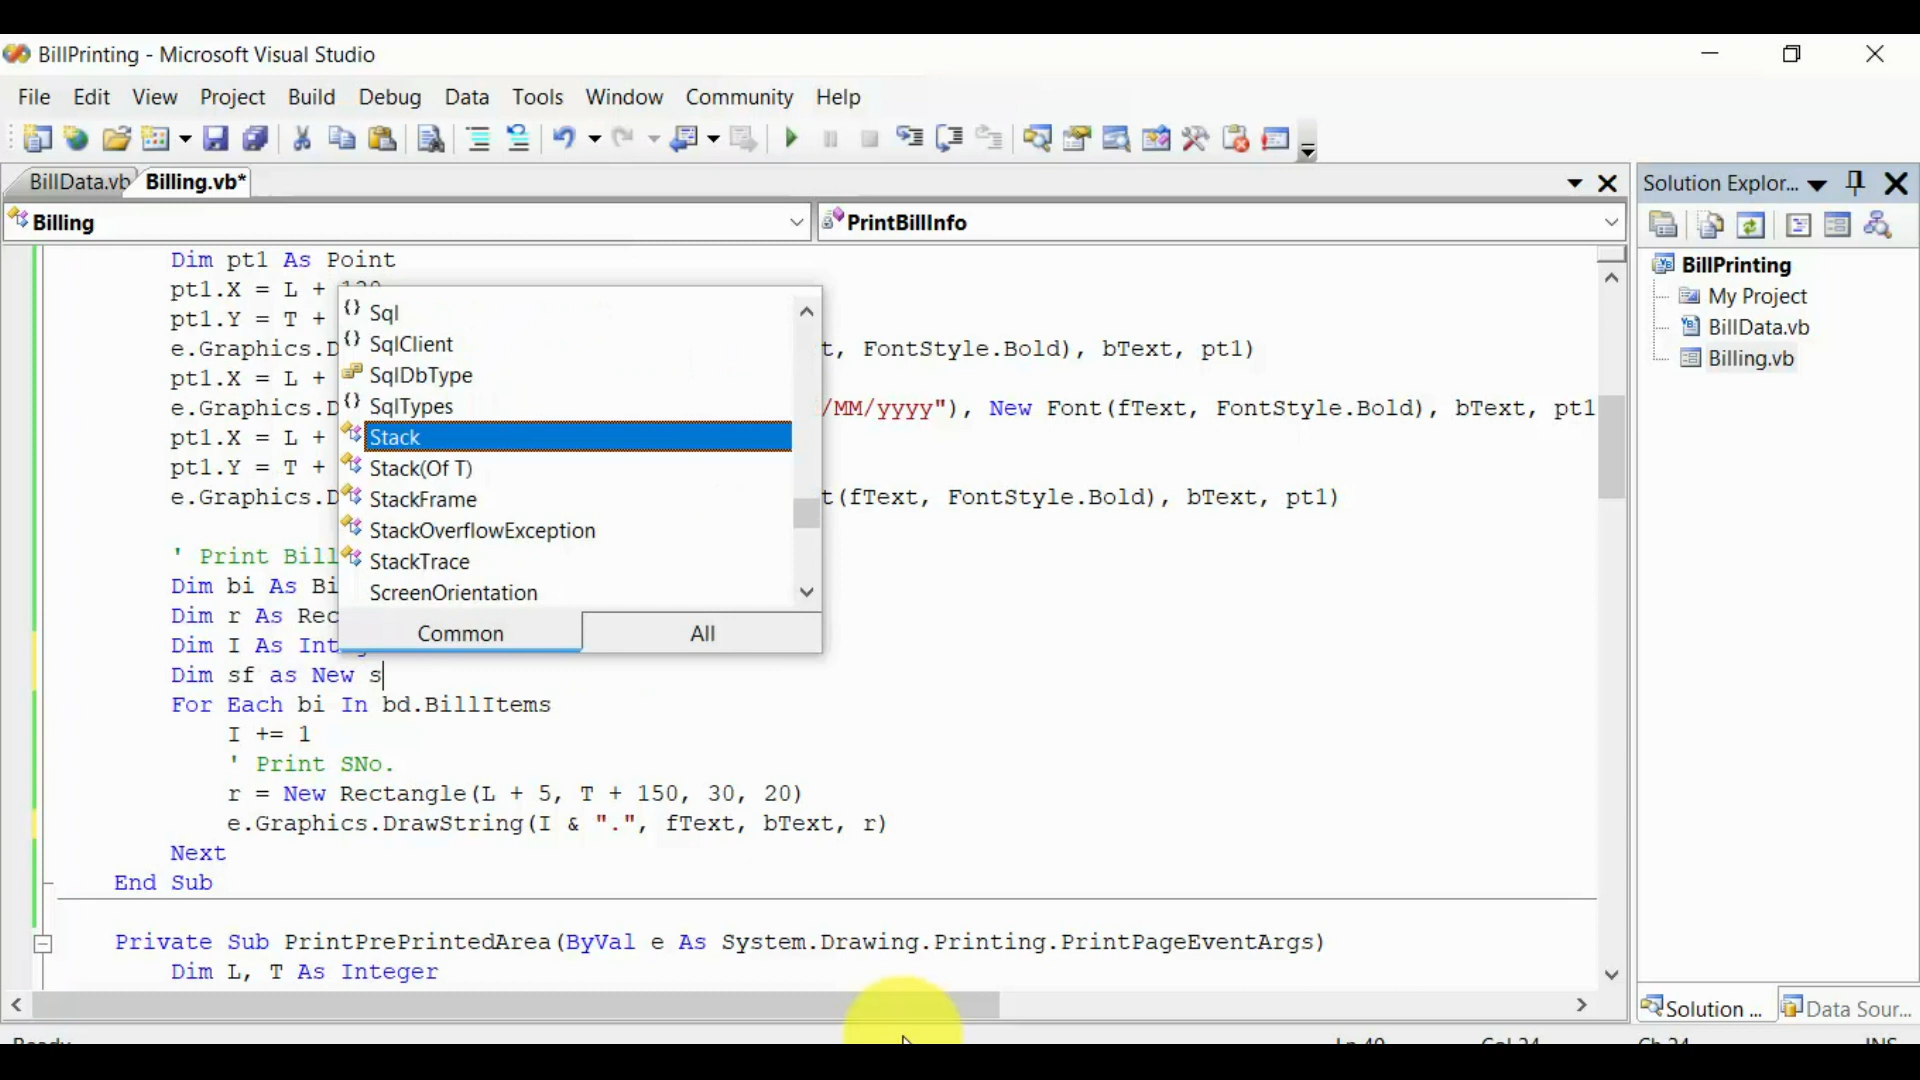 BillPrinting - Microsoft Visual Studio
File Edit View Project Build Debug Data Tools Window Community Help
BillData.vb Billing.vb*
Solution Explor...
Billing
PrintBillInfo
BillPrinting
My Project
BillData.vb
Billing.vb
Dim pt1 As Point
pt1.X = L +
pt1.Y = T +
e.Graphics.D t, FontStyle.Bold), bText, pt1)
pt1.X = L +
e.Graphics.D /MM/yyyy"), New Font(fText, FontStyle.Bold), bText, pt1
pt1.X = L +
pt1.Y = T +
e.Graphics.D t(fText, FontStyle.Bold), bText, pt1)
' Print Bill
Dim bi As Bi
Dim r As Rec
Dim I As Int
Dim sf as New s
For Each bi In bd.BillItems
I += 1
' Print SNo.
r = New Rectangle(L + 5, T + 150, 30, 20)
e.Graphics.DrawString(I & ".", fText, bText, r)
Next
End Sub
Private Sub PrintPrePrintedArea(ByVal e As System.Drawing.Printing.PrintPageEventArgs)
Dim L, T As Integer
Sql
SqlClient
SqlDbType
SqlTypes
Stack
Stack(Of T)
StackFrame
StackOverflowException
StackTrace
ScreenOrientation
Common All
Solution ... Data Sour...